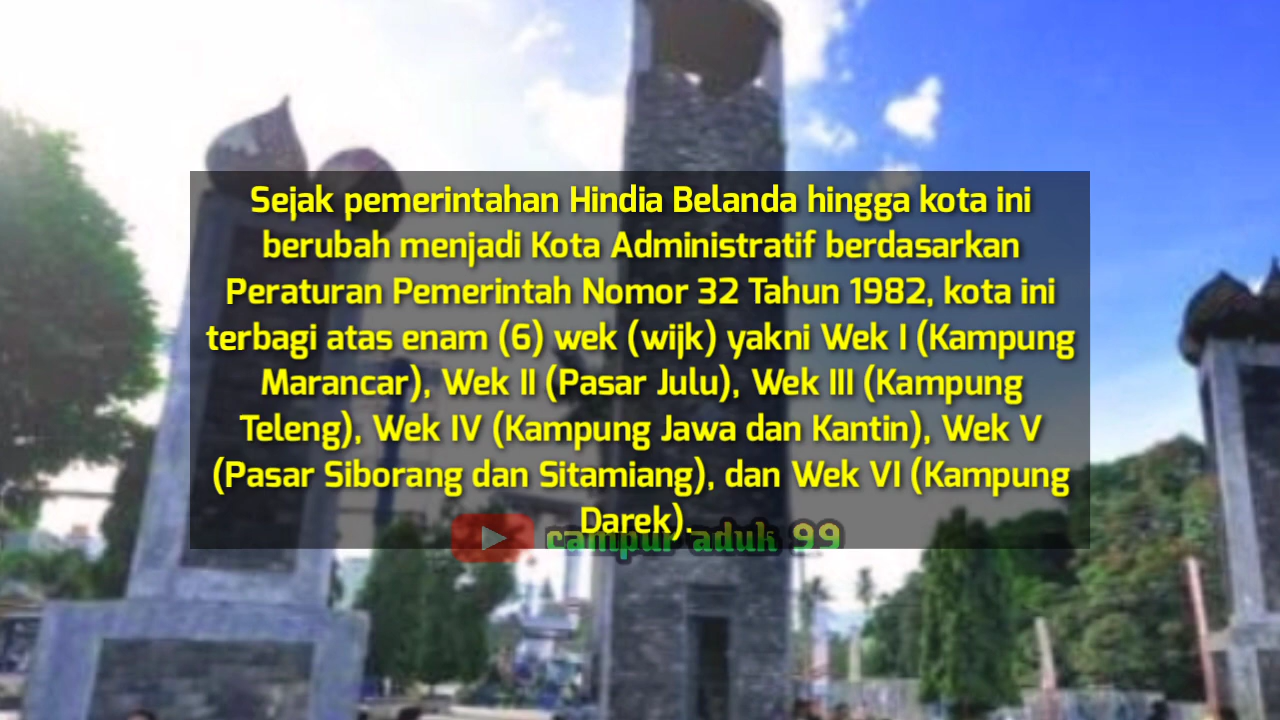 Sejak pemerintahan Hindia Belanda hingga kota ini
berubah menjadi Kota Administratif berdasarkan
Peraturan Pemerintah Nomor 32 Tahun 1982, kota ini
terbagi atas enam (6) wek (wijk) yakni Wek I (Kampung
Marancar), Wek II (Pasar Julu), Wek III (Kampung
Teleng), Wek IV (Kampung Jawa dan Kantin), Wek V
(Pasar Siborang dan Sitamiang), dan Wek VI (Kampung
Darek).
campur aduk 99